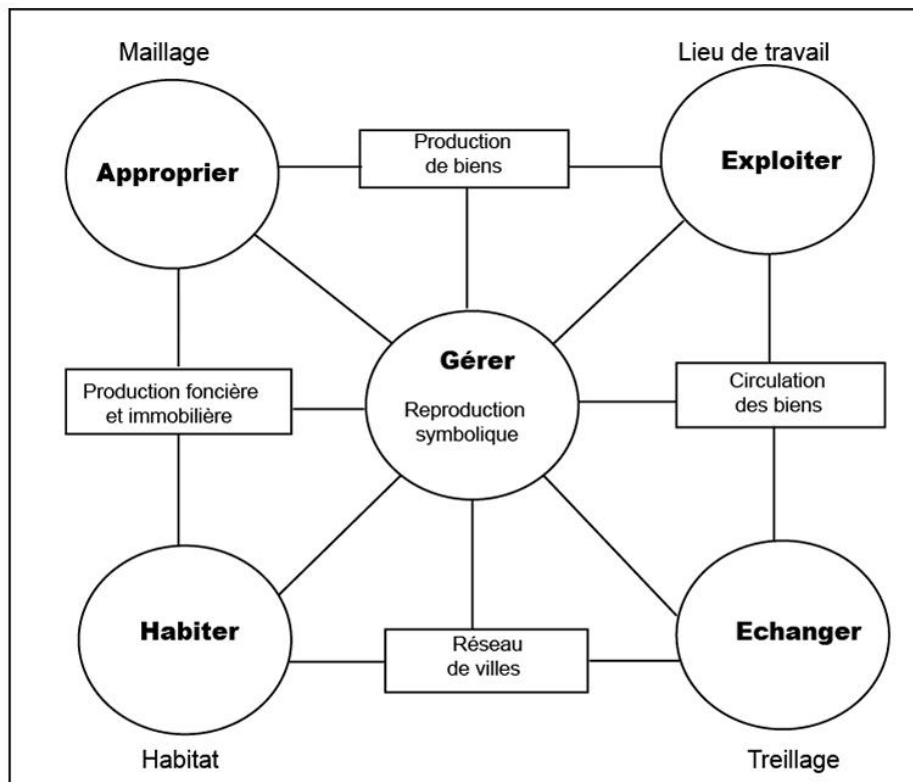 Maillage
Lieu de travail
Approprier
Production
de biens
Exploiter
Gérer
Reproduction
symbolique
Production foncière
et immobilière
Circulation
des biens
Habiter
Réseau
de villes
Echanger
Habitat
Treillage